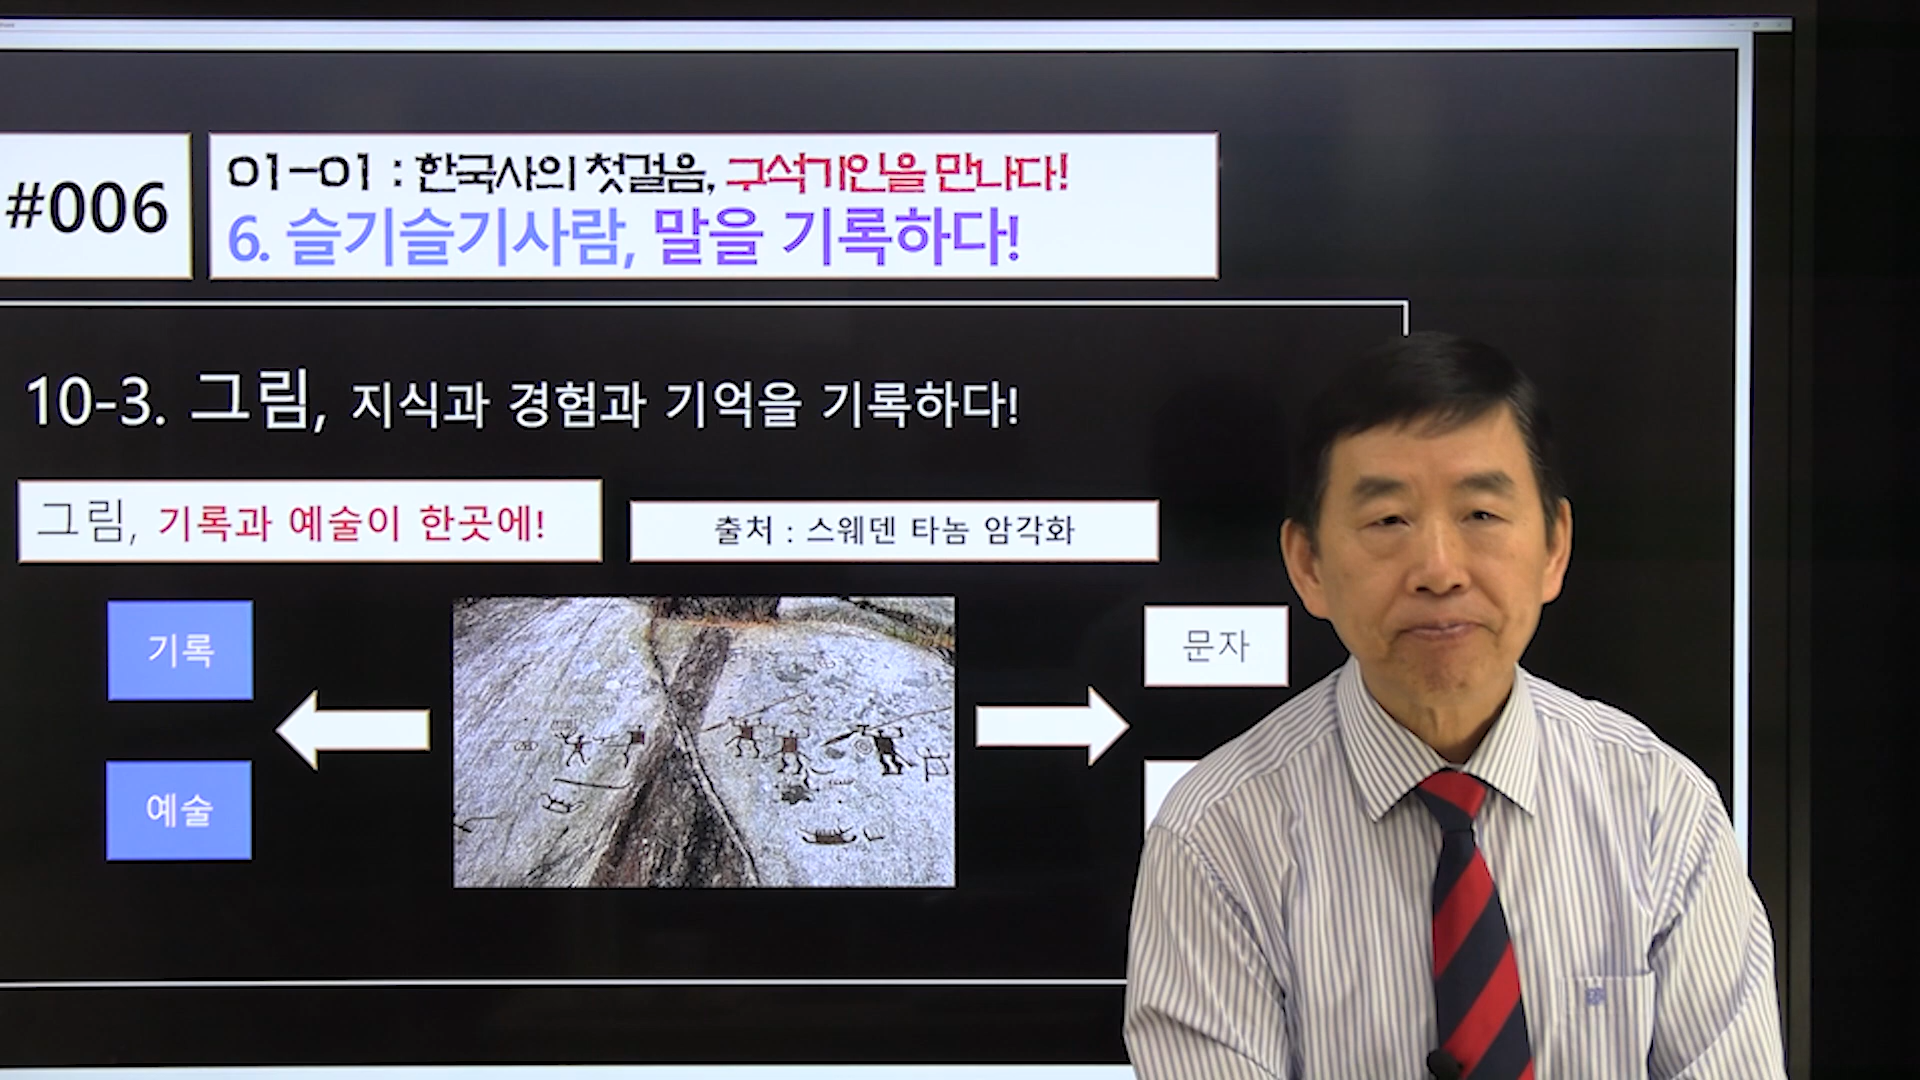 #006
01-01 : 한국사의 첫걸음, 구석기인을 만나다!
6. 슬기슬기사람, 말을 기록하다!
10-3. 그림, 지식과 경험과 기억을 기록하다!
그림, 기록과 예술이 한곳에!
출처 : 스웨덴 타놈 암각화
기록
문자
예술